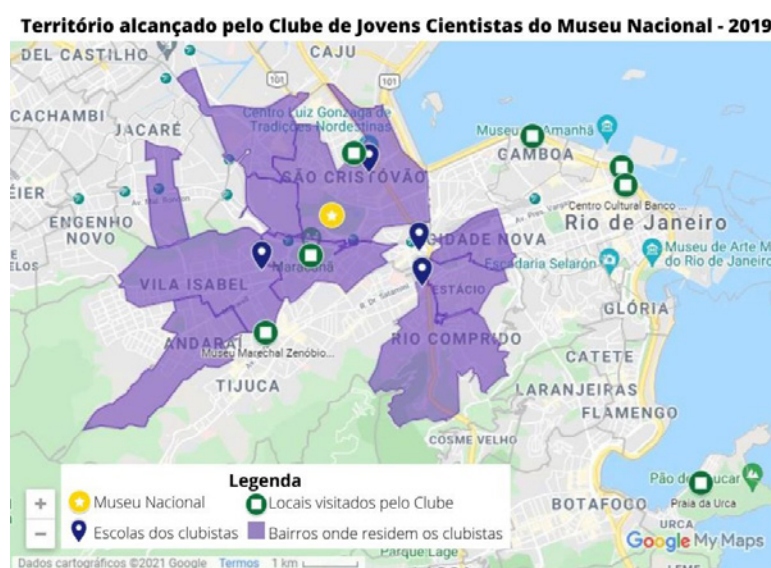 Território alcançado pelo Clube de Jovens Cientistas do Museu Nacional - 2019
DEL CASTILHO
CAJU
101
101
CACHAMBI
JACARÉ
Centro Luiz Gonzaga de
Tradições Nordestinas
Museu do Amanhã
GAMBOA
SÃO CRISTÓVÃO
Centro Cultural Banco ...
ENGENHO
NOVO
Rio de Janeiro
CIDADE NOVA
Maracanã
Escadaria Selarón
Museu de Arte M
do Rio de Janeiro
VILA ISABEL
ESTÁCIO
GLÓRIA
ANDARAÍ
RIO COMPRIDO
Museu Marechal Zenóbio...
CATETE
TIJUCA
LARANJEIRAS
FLAMENGO
COSME VELHO
Legenda
Museu Nacional
Locais visitados pelo Clube
Escolas dos clubistas
Bairros onde residem os clubistas
Praia da Urca
BOTAFOGO
URCA
Google My Maps
Parque Lage
Dados cartográficos ©2021 Google
Termos
1 km